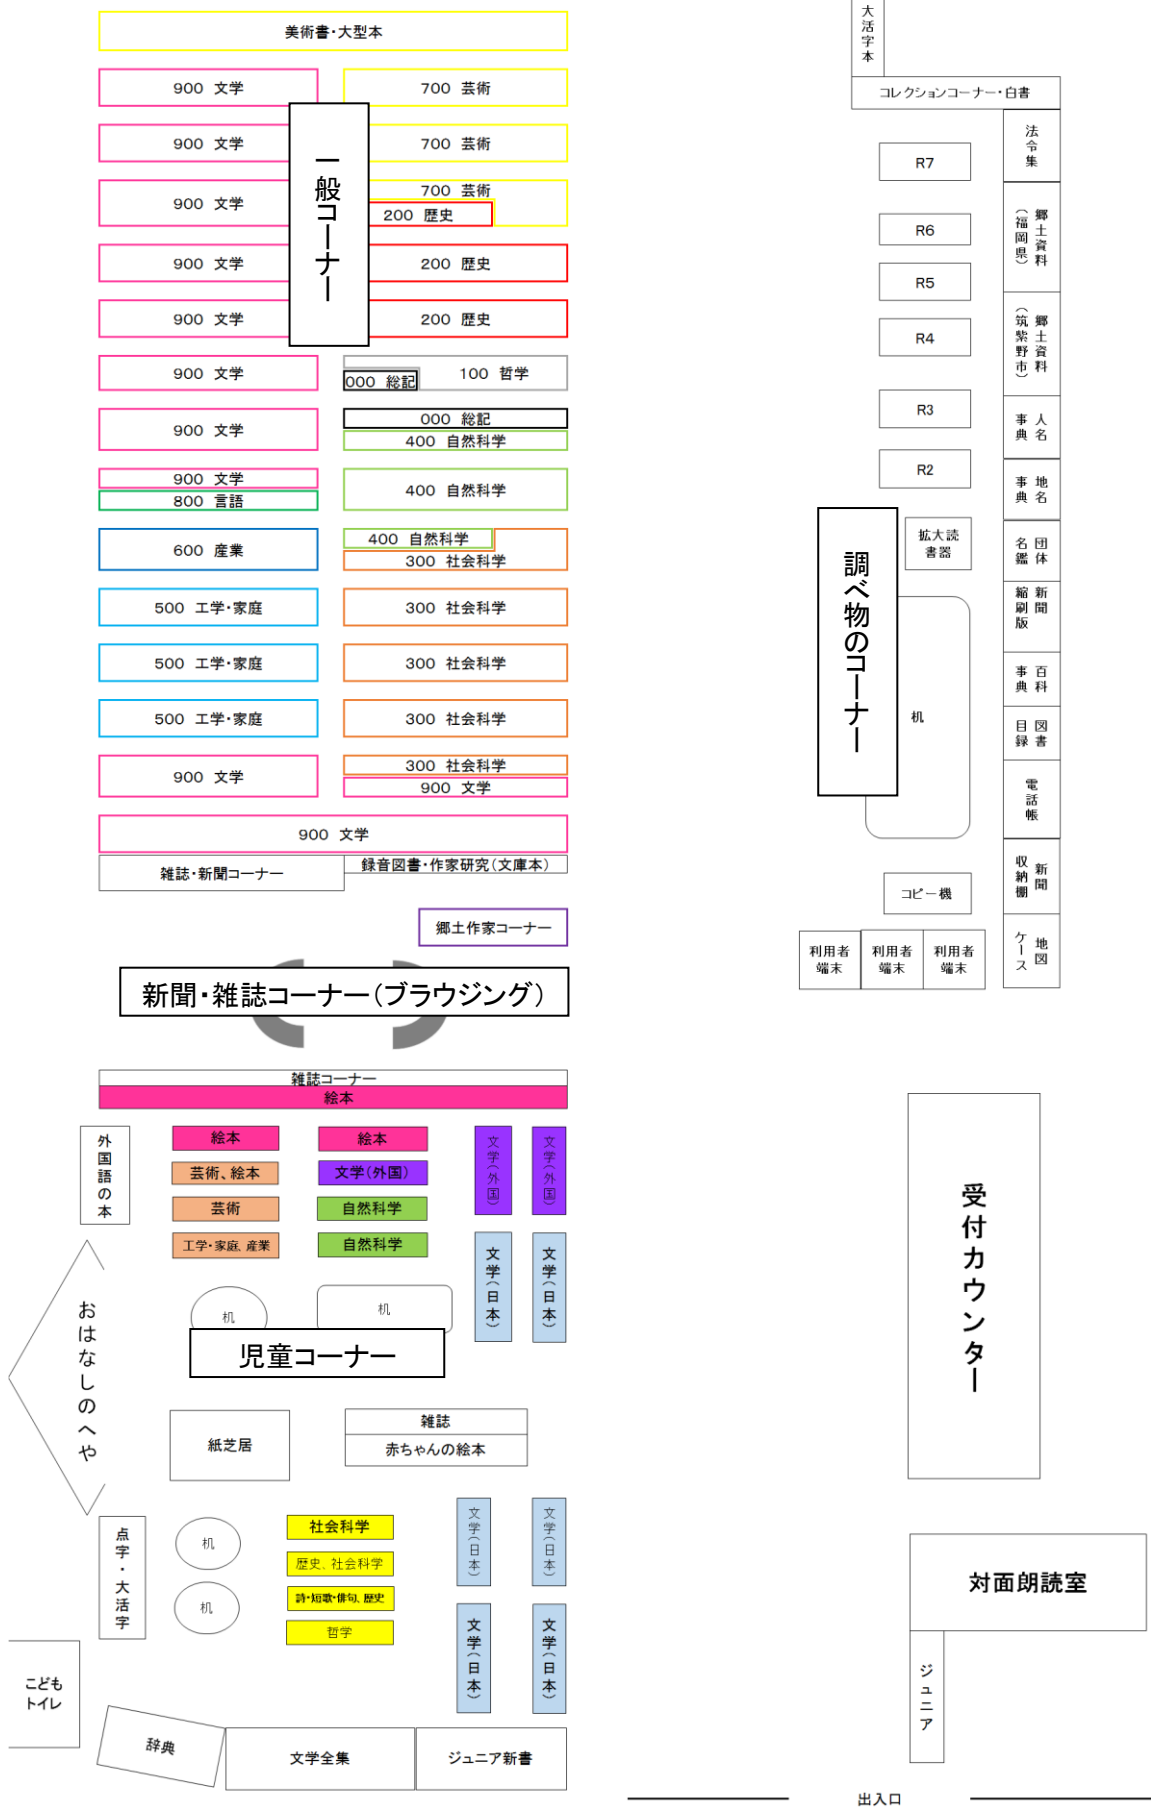 美術書・大型本
900 文学
700 芸術
900 文学
700 芸術
900 文学
700 芸術
200 歴史
900 文学
200 歴史
900 文学
200 歴史
一般コーナー
900 文学
000 総記
100 哲学
900 文学
000 総記
400 自然科学
900 文学
800 言語
400 自然科学
600 産業
400 自然科学
300 社会科学
500 工学・家庭
300 社会科学
500 工学・家庭
300 社会科学
500 工学・家庭
300 社会科学
900 文学
300 社会科学
900 文学
900 文学
雑誌・新聞コーナー
録音図書・作家研究(文庫本)
郷土作家コーナー
新聞・雑誌コーナー(ブラウジング)
雑誌コーナー
絵本
外国語の本
絵本
絵本
文学(外国)
文学(外国)
芸術、絵本
文学(外国)
芸術
自然科学
工学・家庭、産業
自然科学
文学(日本)
文学(日本)
机
机
児童コーナー
おはなしのへや
紙芝居
雑誌
赤ちゃんの絵本
点字・大活字
机
机
社会科学
歴史、社会科学
詩・短歌・俳句、歴史
哲学
文学(日本)
文学(日本)
文学(日本)
文学(日本)
こども
トイレ
辞典
文学全集
ジュニア新書
大活字本
コレクションコーナー・白書
法令集
R7
郷土資料
(福岡県)
R6
R5
郷土資料
(筑紫野市)
R4
R3
人名
事典
R2
地名
事典
拡大読
書器
団体
名鑑
調べ物のコーナー
新聞
縮刷版
机
百科
事典
図書
目録
電話帳
コピー機
新聞
収納棚
利用者
端末
利用者
端末
利用者
端末
地図
ケース
受付カウンター
対面朗読室
ジュニア
出入口